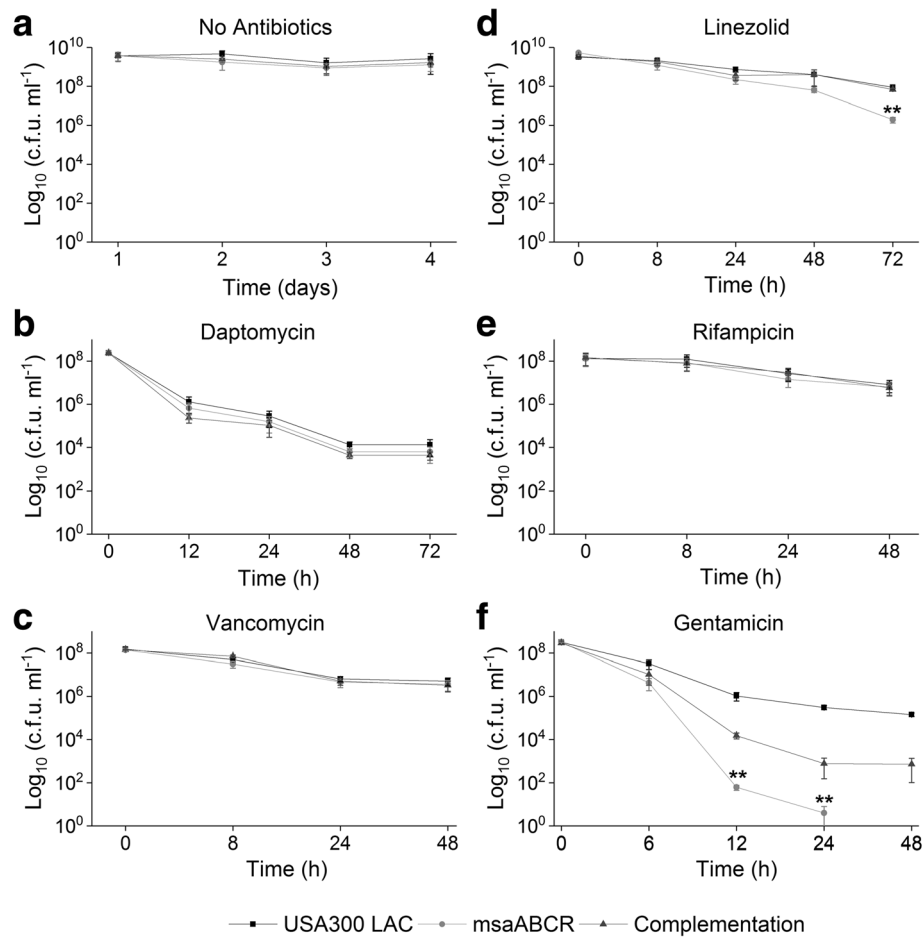 a
No Antibiotics
Log10 (c.f.u. ml-1)
10^10
10^8
10^6
10^4
10^2
10^0
1 2 3 4
Time (days)
b
Daptomycin
Log10 (c.f.u. ml-1)
10^8
10^6
10^4
10^2
10^0
0 12 24 48 72
Time (h)
c
Vancomycin
Log10 (c.f.u. ml-1)
10^8
10^6
10^4
10^2
10^0
0 8 24 48
Time (h)
d
Linezolid
Log10 (c.f.u. ml-1)
10^10
10^8
10^6
10^4
10^2
10^0
**
0 8 24 48 72
Time (h)
e
Rifampicin
Log10 (c.f.u. ml-1)
10^8
10^6
10^4
10^2
10^0
0 8 24 48
Time (h)
f
Gentamicin
Log10 (c.f.u. ml-1)
10^8
10^6
10^4
10^2
10^0
**
**
0 6 12 24 48
Time (h)
USA300 LAC msaABCR Complementation